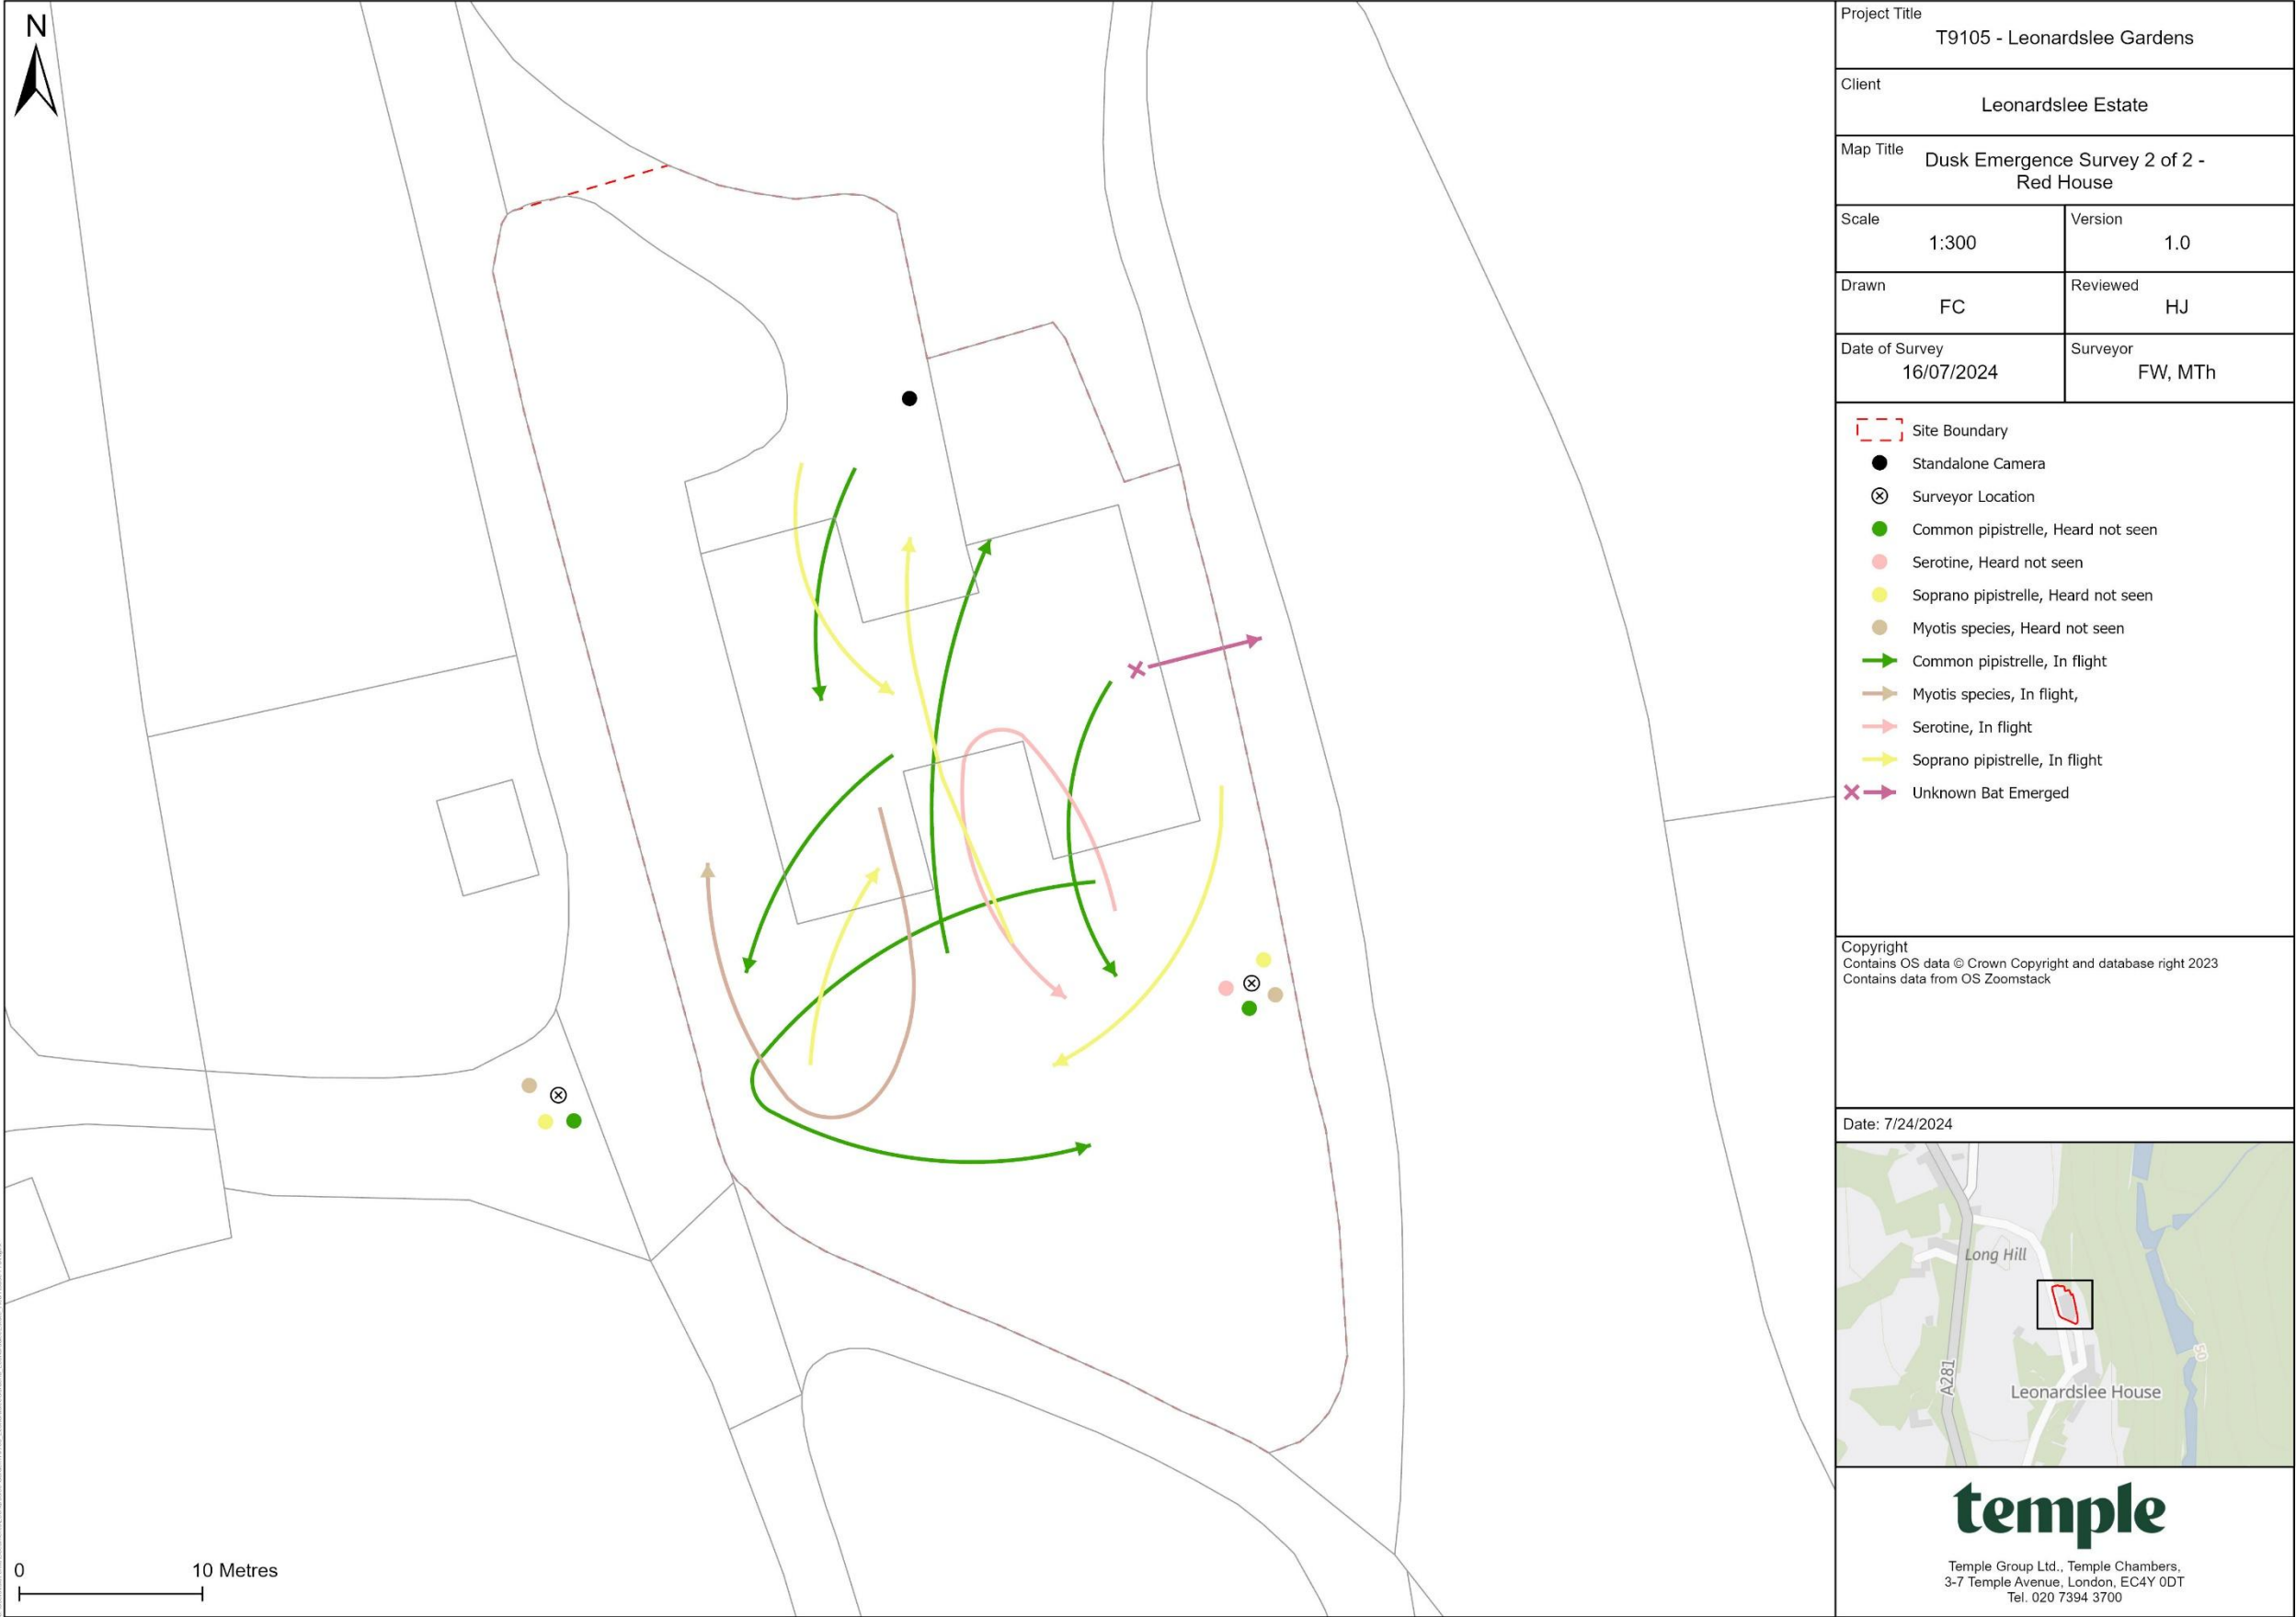 N
0 10 Metres
Project Title
T9105 - Leonardslee Gardens
Client
Leonardslee Estate
Map Title
Dusk Emergence Survey 2 of 2 -
Red House
Scale
1:300
Version
1.0
Drawn
FC
Reviewed
HJ
Date of Survey
16/07/2024
Surveyor
FW, MTh
Site Boundary
Standalone Camera
Surveyor Location
Common pipistrelle, Heard not seen
Serotine, Heard not seen
Soprano pipistrelle, Heard not seen
Myotis species, Heard not seen
Common pipistrelle, In flight
Myotis species, In flight,
Serotine, In flight
Soprano pipistrelle, In flight
Unknown Bat Emerged
Copyright
Contains OS data © Crown Copyright and database right 2023
Contains data from OS Zoomstack
Date: 7/24/2024
Long Hill
A281
50
Leonardslee House
temple
Temple Group Ltd., Temple Chambers,
3-7 Temple Avenue, London, EC4Y 0DT
Tel. 020 7394 3700